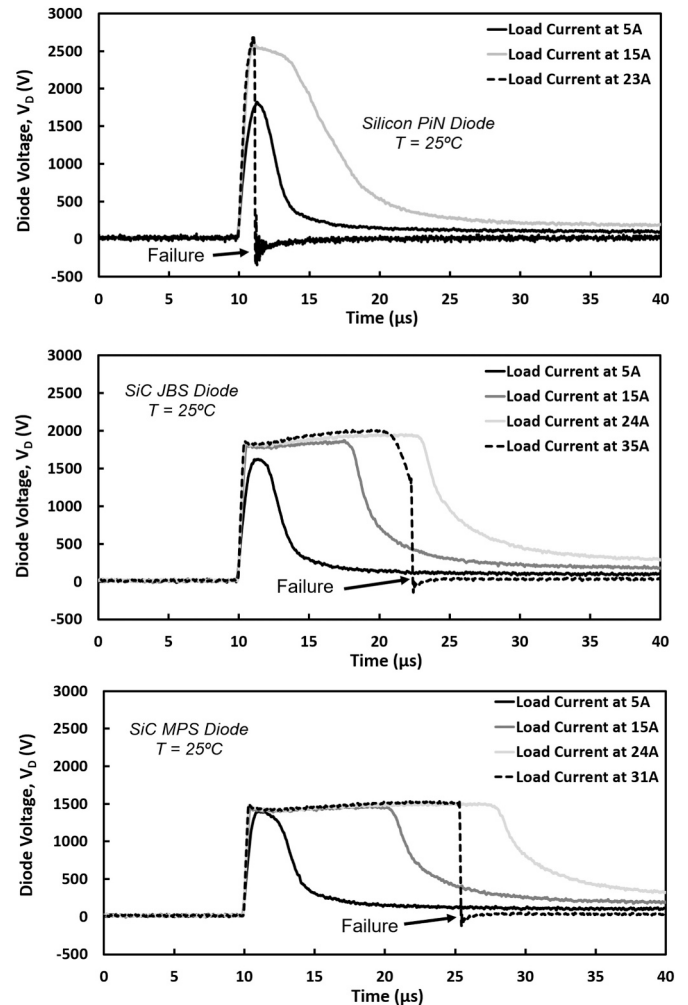 3000
2500
2000
1500
1000
500
0
-500
Diode Voltage, VD (V)
Load Current at 5A
Load Current at 15A
Load Current at 23A
Silicon PiN Diode
T = 25ºC
Failure
0 5 10 15 20 25 30 35 40
Time (µs)
3000
2500
2000
1500
1000
500
0
-500
Diode Voltage, VD (V)
SiC JBS Diode
T = 25ºC
Load Current at 5A
Load Current at 15A
Load Current at 24A
Load Current at 35A
Failure
0 5 10 15 20 25 30 35 40
Time (µs)
3000
2500
2000
1500
1000
500
0
-500
Diode Voltage, VD (V)
SiC MPS Diode
T = 25ºC
Load Current at 5A
Load Current at 15A
Load Current at 24A
Load Current at 31A
Failure
0 5 10 15 20 25 30 35 40
Time (µs)